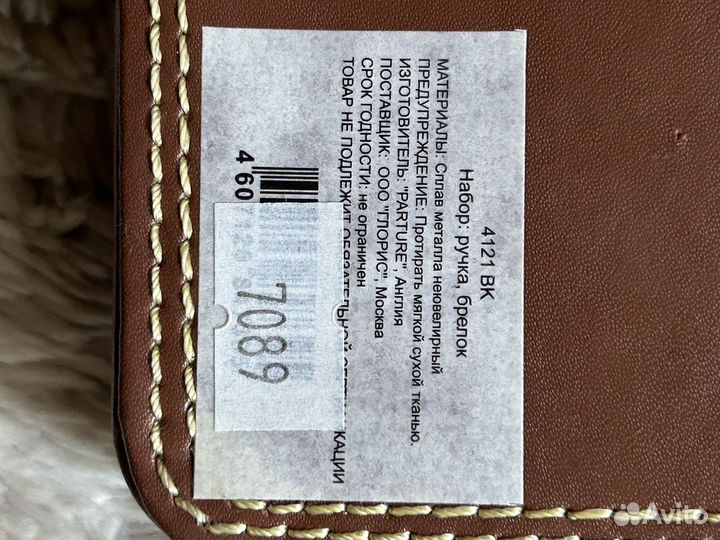 4121 BK
Набор: ручка, брелок
МАТЕРИАЛЫ: Сплав металла неювелирный
ПРЕДУПРЕЖДЕНИЕ: Протирать мягкой сухой тканью.
ИЗГОТОВИТЕЛЬ: "PARTURE", Англия
ПОСТАВЩИК: ООО "ГЛОРИС", Москва
СРОК ГОДНОСТИ: не ограничен
ТОВАР НЕ ПОДЛЕЖИТ ОБЯЗАТЕЛЬНОЙ
4 60
7089
Avito